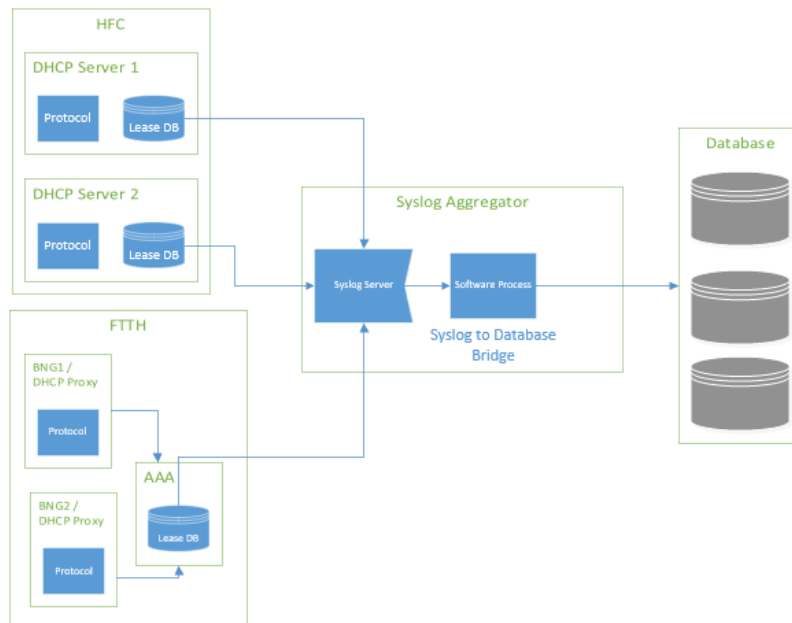 HFC
DHCP Server 1
Protocol
Lease DB
DHCP Server 2
Protocol
Lease DB
FTTH
BNG1 /
DHCP Proxy
Protocol
AAA
Lease DB
BNG2 /
DHCP Proxy
Protocol
Syslog Aggregator
Syslog Server
Software Process
Syslog to Database
Bridge
Database